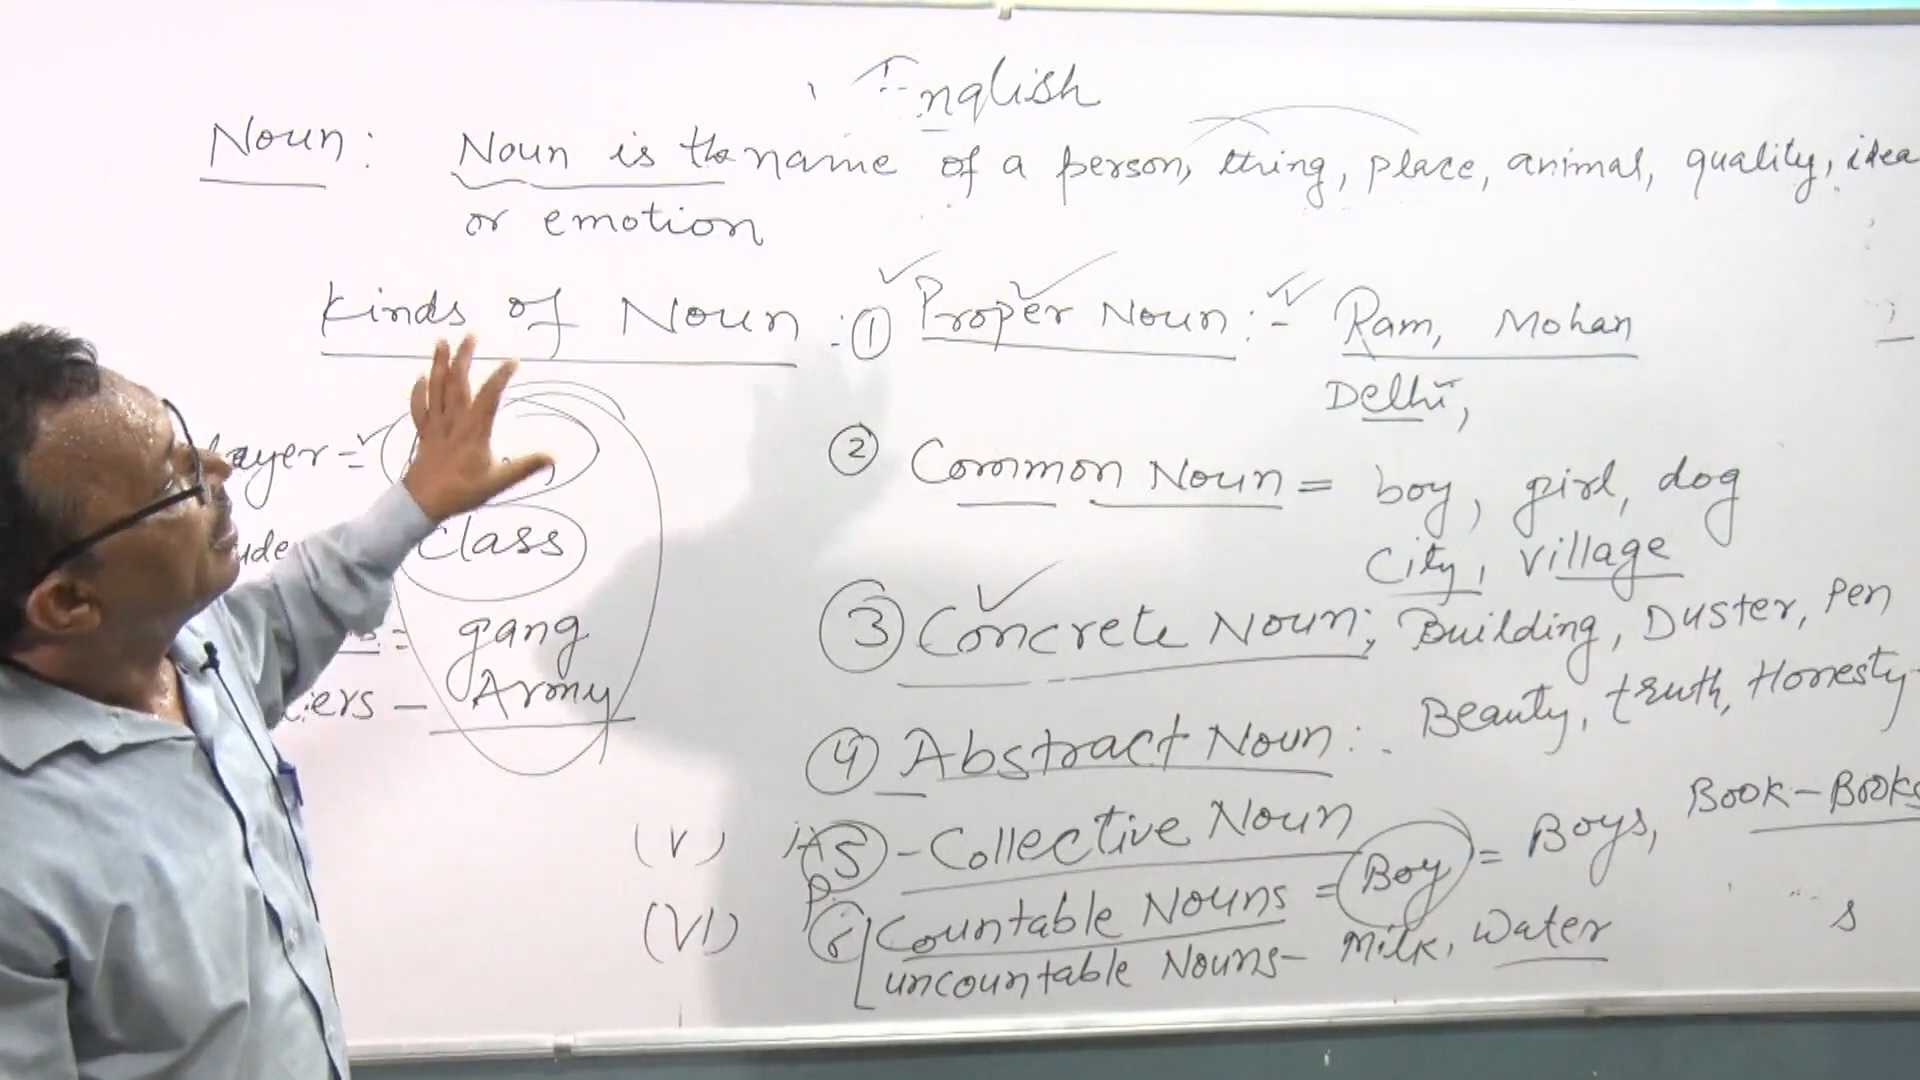 English
Noun: Noun is the name of a person, thing, place, animal, quality, idea
or emotion
Kinds of Noun :① Proper Noun :- Ram, Mohan
Delhi,
② Common Noun = boy, girl, dog
City, Village
③ Concrete Noun; Building, Duster, Pen
④ Abstract Noun: Beauty, truth, Honesty-
(V) 5 - Collective Noun
(VI) Countable Nouns = Boy = Boys, Book - Books
uncountable Nouns- Milk, Water
s
ayer =
ude class
= gang
iers - Army